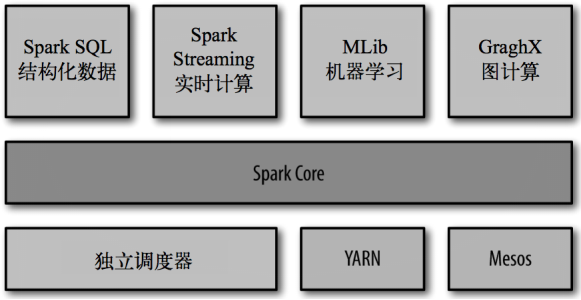 Spark SQL
结构化数据
Spark
Streaming
实时计算
MLib
机器学习
GraghX
图计算
Spark Core
独立调度器
YARN
Mesos